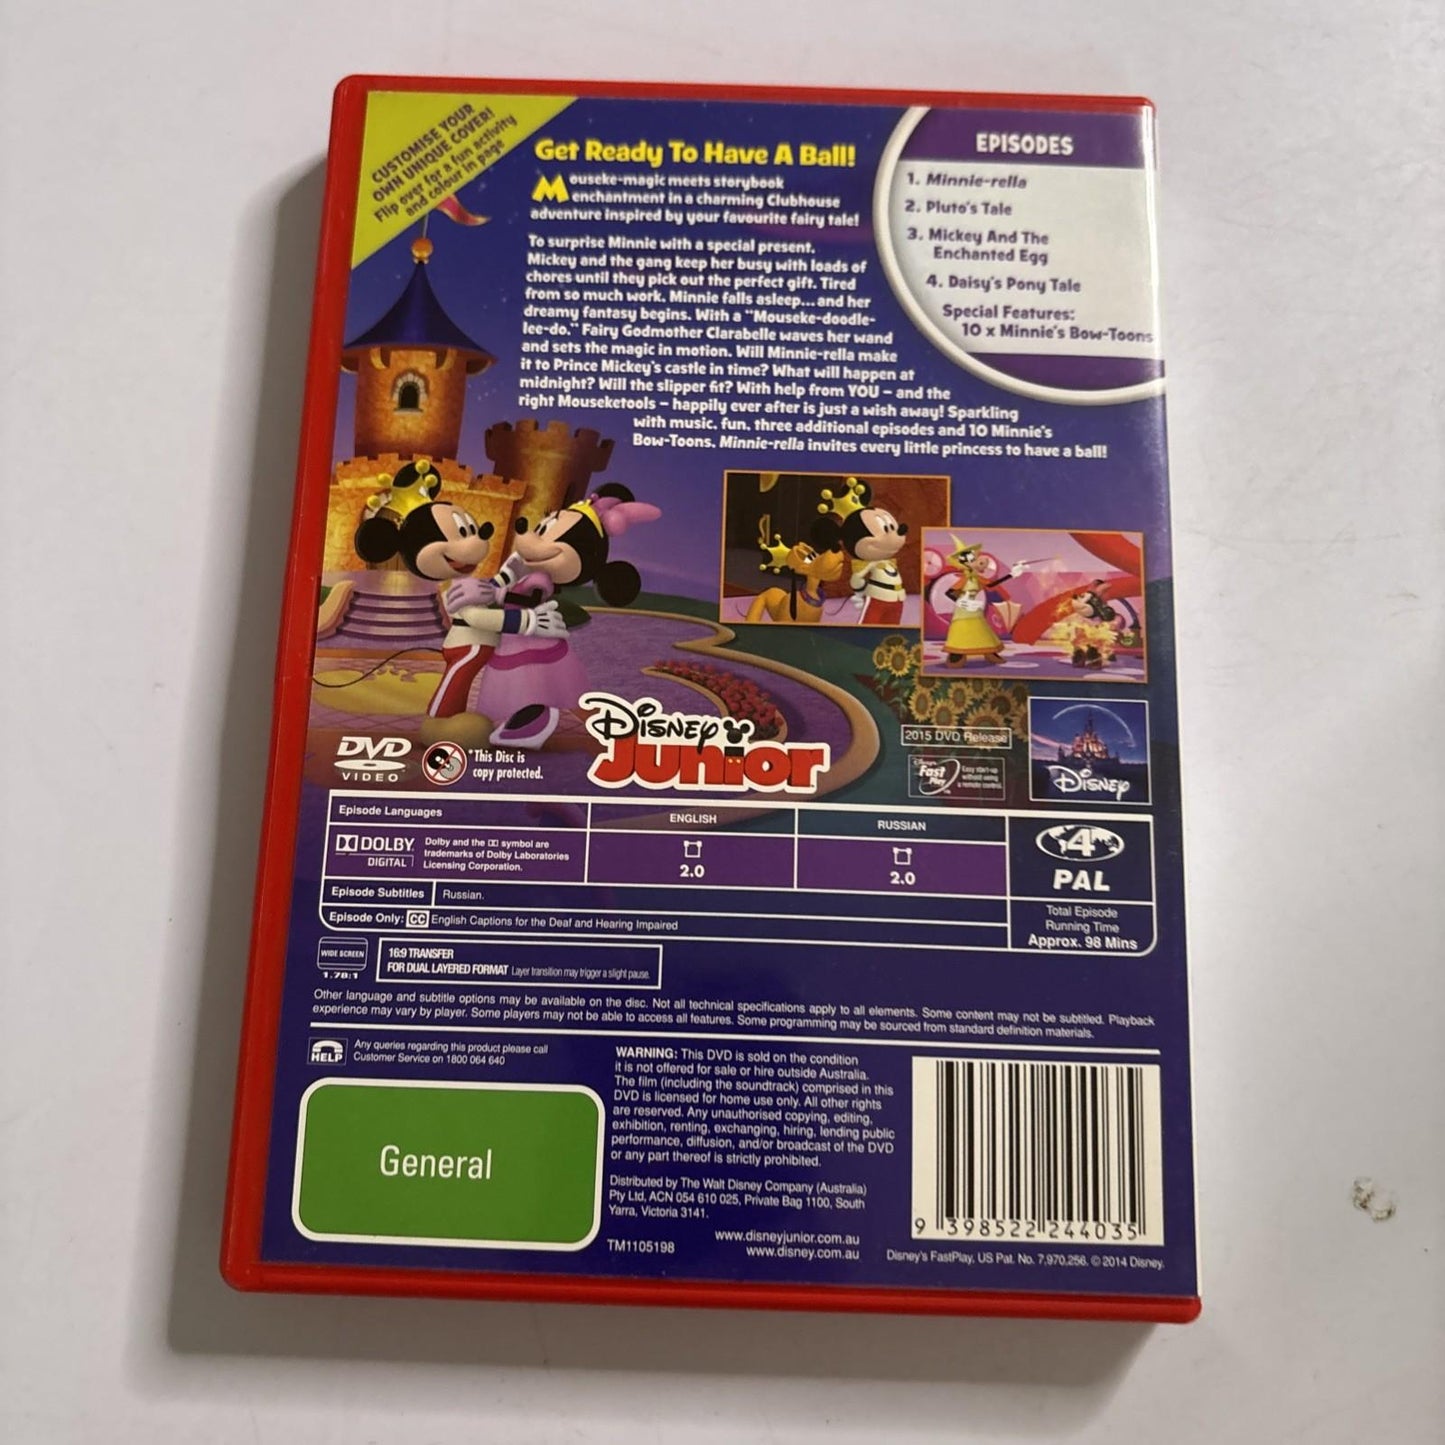 CUSTOMISE YOUR
OWN UNIQUE COVER!
Flip over for a fun activity
and colour in page
Get Ready To Have A Ball!
Mouseke-magic meets storybook
enchantment in a charming Clubhouse
adventure inspired by your favourite fairy tale!
To surprise Minnie with a special present,
Mickey and the gang keep her busy with loads of
chores until they pick out the perfect gift. Tired
from so much work, Minnie falls asleep... and her
dreamy fantasy begins. With a "Mouseke-doodle-
lee-do," Fairy Godmother Clarabelle waves her wand
and sets the magic in motion. Will Minnie-rella make
it to Prince Mickey's castle in time? What will happen at
midnight? Will the slipper fit? With help from YOU – and the
right Mouseketools – happily ever after is just a wish away! Sparkling
with music, fun, three additional episodes and 10 Minnie's
Bow-Toons, Minnie-rella invites every little princess to have a ball!
EPISODES
1. Minnie-rella
2. Pluto's Tale
3. Mickey And The
Enchanted Egg
4. Daisy's Pony Tale
Special Features:
10 x Minnie's Bow-Toons
DVD
VIDEO
*This Disc is
copy protected.
Disney
Junior
2015 DVD Release
Disney's
Fast
Play
Easy start-up
without using
a remote control.
Disney
Episode Languages
ENGLISH
RUSSIAN
DOLBY
DIGITAL
Dolby and the DD symbol are
trademarks of Dolby Laboratories
Licensing Corporation.
2.0
2.0
4
PAL
Episode Subtitles
Russian.
Episode Only: CC English Captions for the Deaf and Hearing Impaired
Total Episode
Running Time
Approx. 98 Mins
WIDE SCREEN
1.78:1
16:9 TRANSFER
FOR DUAL LAYERED FORMAT Layer transition may trigger a slight pause.
Other language and subtitle options may be available on the disc. Not all technical specifications apply to all elements. Some content may not be subtitled. Playback
experience may vary by player. Some players may not be able to access all features. Some programming may be sourced from standard definition materials.
HELP
Any queries regarding this product please call
Customer Service on 1800 064 640
General
WARNING: This DVD is sold on the condition
it is not offered for sale or hire outside Australia.
The film (including the soundtrack) comprised in this
DVD is licensed for home use only. All other rights
are reserved. Any unauthorised copying, editing,
exhibition, renting, exchanging, hiring, lending public
performance, diffusion, and/or broadcast of the DVD
or any part thereof is strictly prohibited.
Distributed by The Walt Disney Company (Australia)
Pty Ltd, ACN 054 610 025, Private Bag 1100, South
Yarra, Victoria 3141.
www.disneyjunior.com.au
TM1105198
www.disney.com.au
9 398522 244035
Disney's FastPlay, US Pat. No. 7,970,256. © 2014 Disney.